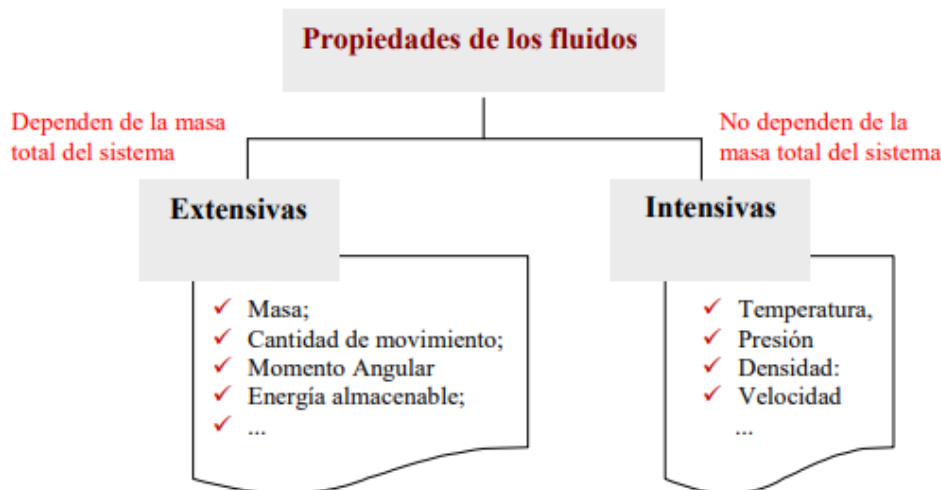 Propiedades de los fluidos
Dependen de la masa
total del sistema
No dependen de la
masa total del sistema
Extensivas
Masa;
Cantidad de movimiento;
Momento Angular
Energía almacenable;
...
Intensivas
Temperatura,
Presión
Densidad:
Velocidad
...